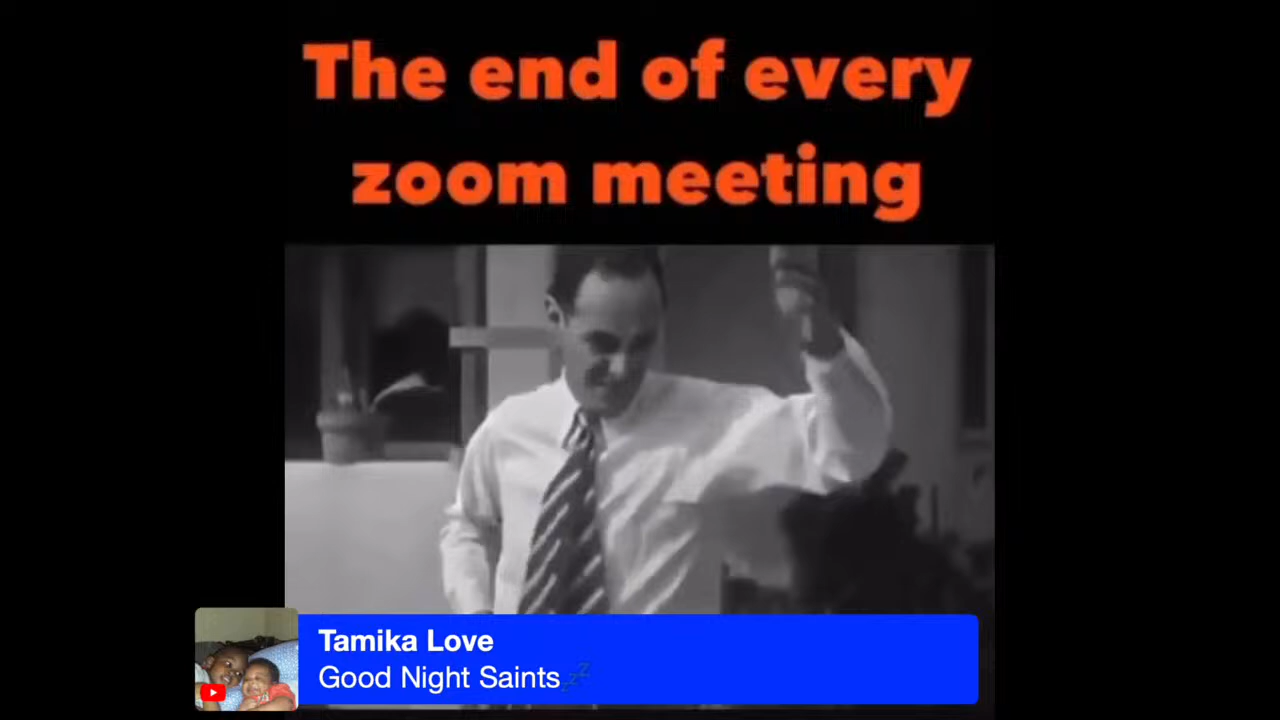 The end of every
zoom meeting
Tamika Love
Good Night Saints💤